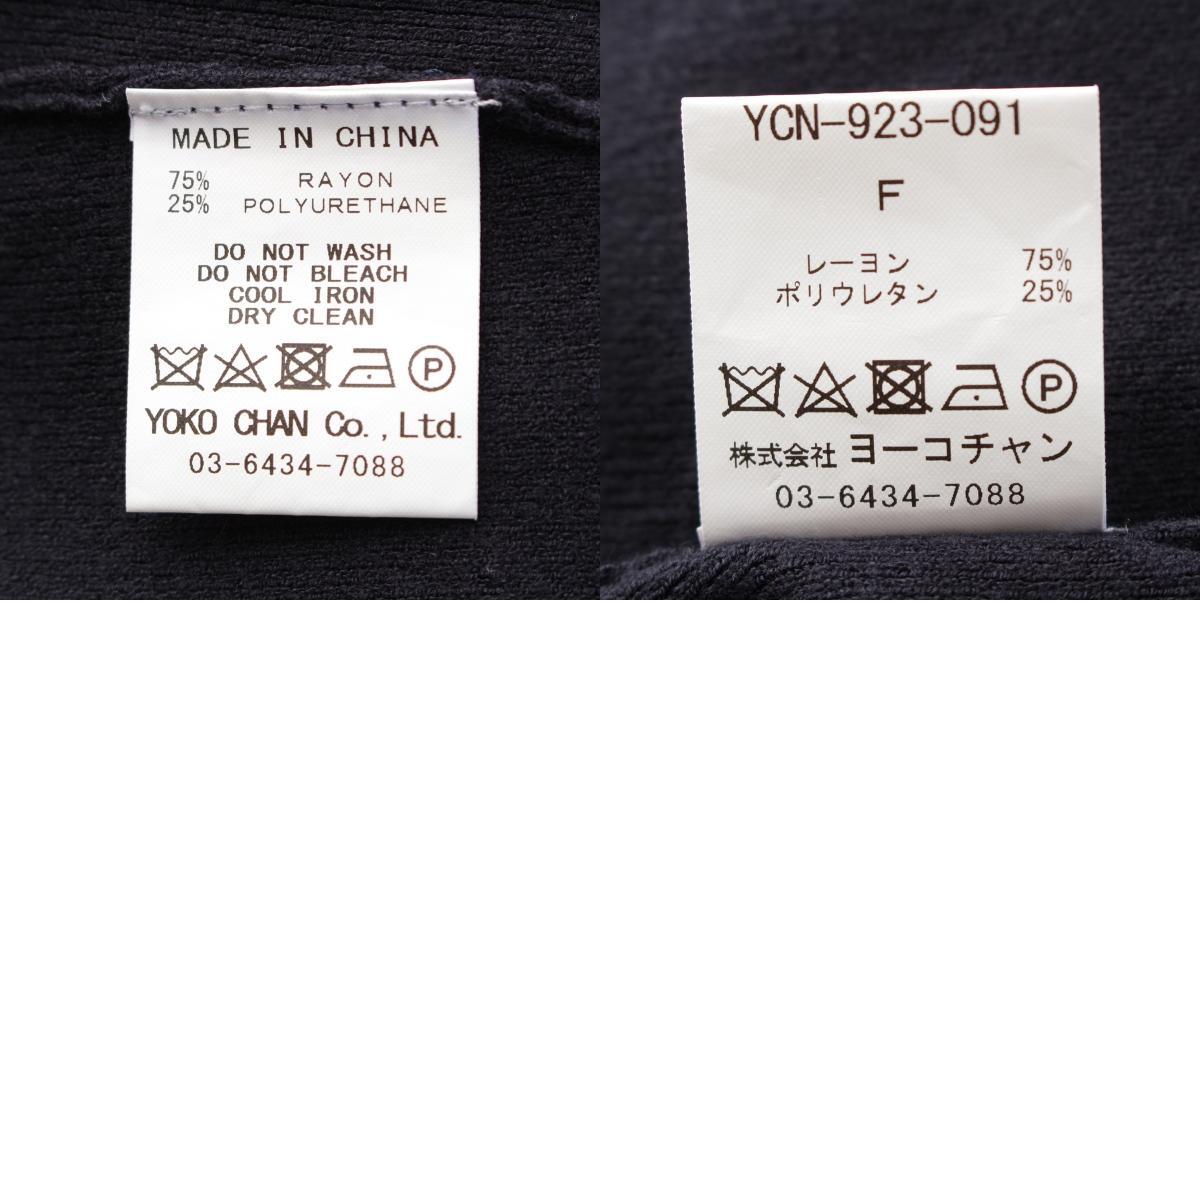 MADE IN CHINA
75% RAYON
25% POLYURETHANE
DO NOT WASH
DO NOT BLEACH
COOL IRON
DRY CLEAN
P
YOKO CHAN Co., Ltd.
03-6434-7088
YCN-923-091
F
レーヨン 75%
ポリウレタン 25%
P
株式会社 ヨーコチャン
03-6434-7088